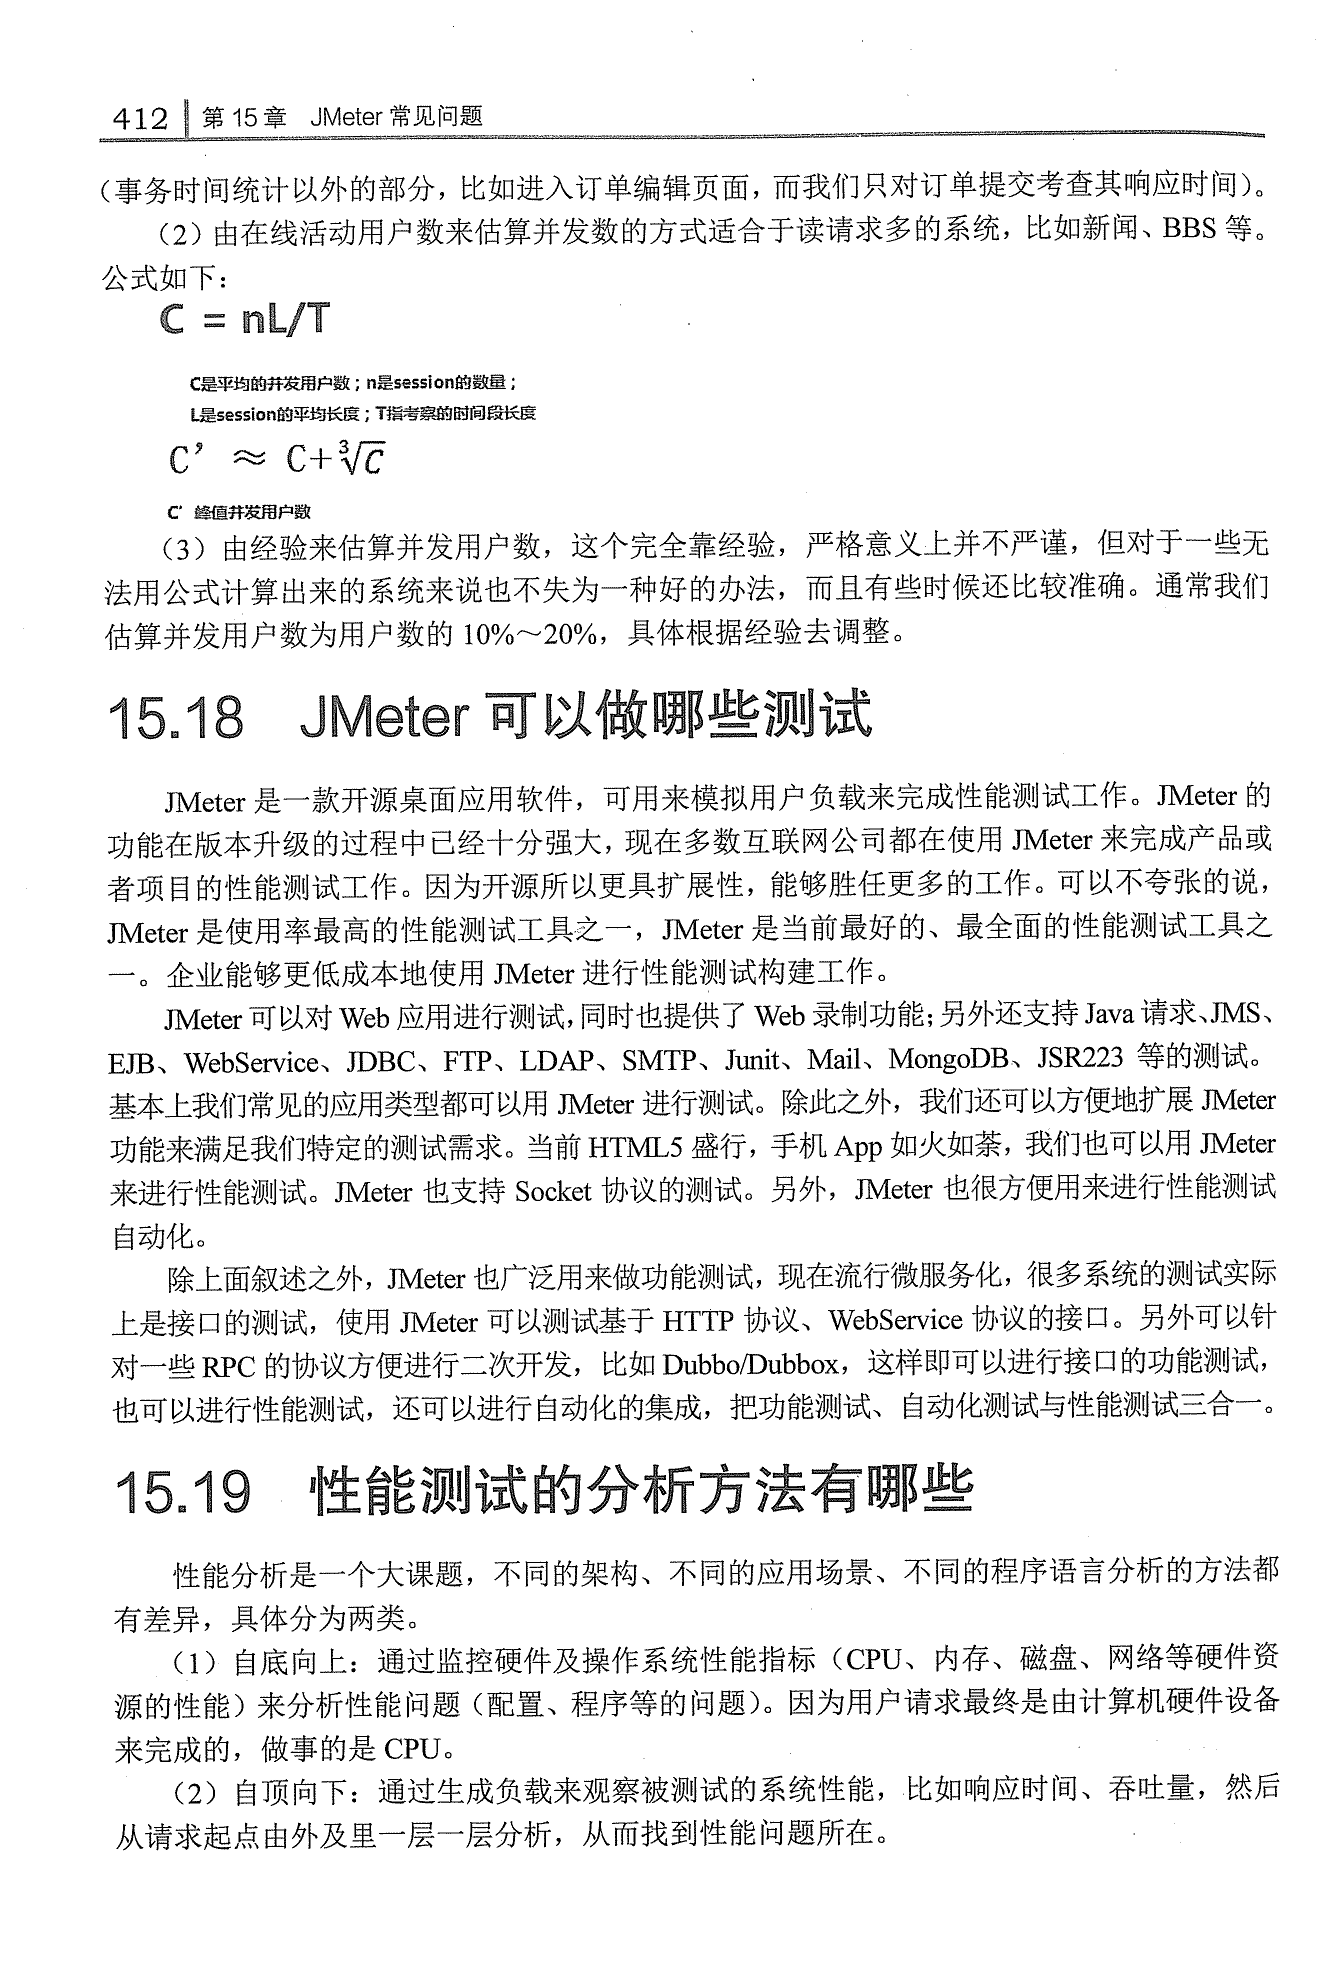 412 第 15 章 JMeter 常见问题
（事务时间统计以外的部分，比如进入订单编辑页面，而我们只对订单提交考查其响应时间）。
（2）由在线活动用户数来估算并发数的方式适合于读请求多的系统，比如新闻、BBS 等。
公式如下：
C = nL/T
C是平均的并发用户数；n是session的数量；
L是session的平均长度；T指考察的时间段长度
C’ ≈ C+∛C
C’ 峰值并发用户数
（3）由经验来估算并发用户数，这个完全靠经验，严格意义上并不严谨，但对于一些无
法用公式计算出来的系统来说也不失为一种好的办法，而且有些时候还比较准确。通常我们
估算并发用户数为用户数的 10%～20%，具体根据经验去调整。
15.18 JMeter 可以做哪些测试
JMeter 是一款开源桌面应用软件，可用来模拟用户负载来完成性能测试工作。JMeter 的
功能在版本升级的过程中已经十分强大，现在多数互联网公司都在使用 JMeter 来完成产品或
者项目的性能测试工作。因为开源所以更具扩展性，能够胜任更多的工作。可以不夸张的说，
JMeter 是使用率最高的性能测试工具之一，JMeter 是当前最好的、最全面的性能测试工具之
一。企业能够更低成本地使用 JMeter 进行性能测试构建工作。
JMeter 可以对 Web 应用进行测试，同时也提供了 Web 录制功能；另外还支持 Java 请求、JMS、
EJB、WebService、JDBC、FTP、LDAP、SMTP、Junit、Mail、MongoDB、JSR223 等的测试。
基本上我们常见的应用类型都可以用 JMeter 进行测试。除此之外，我们还可以方便地扩展 JMeter
功能来满足我们特定的测试需求。当前 HTML5 盛行，手机 App 如火如荼，我们也可以用 JMeter
来进行性能测试。JMeter 也支持 Socket 协议的测试。另外，JMeter 也很方便用来进行性能测试
自动化。
除上面叙述之外，JMeter 也广泛用来做功能测试，现在流行微服务化，很多系统的测试实际
上是接口的测试，使用 JMeter 可以测试基于 HTTP 协议、WebService 协议的接口。另外可以针
对一些 RPC 的协议方便进行二次开发，比如 Dubbo/Dubbox，这样即可以进行接口的功能测试，
也可以进行性能测试，还可以进行自动化的集成，把功能测试、自动化测试与性能测试三合一。
15.19 性能测试的分析方法有哪些
性能分析是一个大课题，不同的架构、不同的应用场景、不同的程序语言分析的方法都
有差异，具体分为两类。
（1）自底向上：通过监控硬件及操作系统性能指标（CPU、内存、磁盘、网络等硬件资
源的性能）来分析性能问题（配置、程序等的问题）。因为用户请求最终是由计算机硬件设备
来完成的，做事的是 CPU。
（2）自顶向下：通过生成负载来观察被测试的系统性能，比如响应时间、吞吐量，然后
从请求起点由外及里一层一层分析，从而找到性能问题所在。